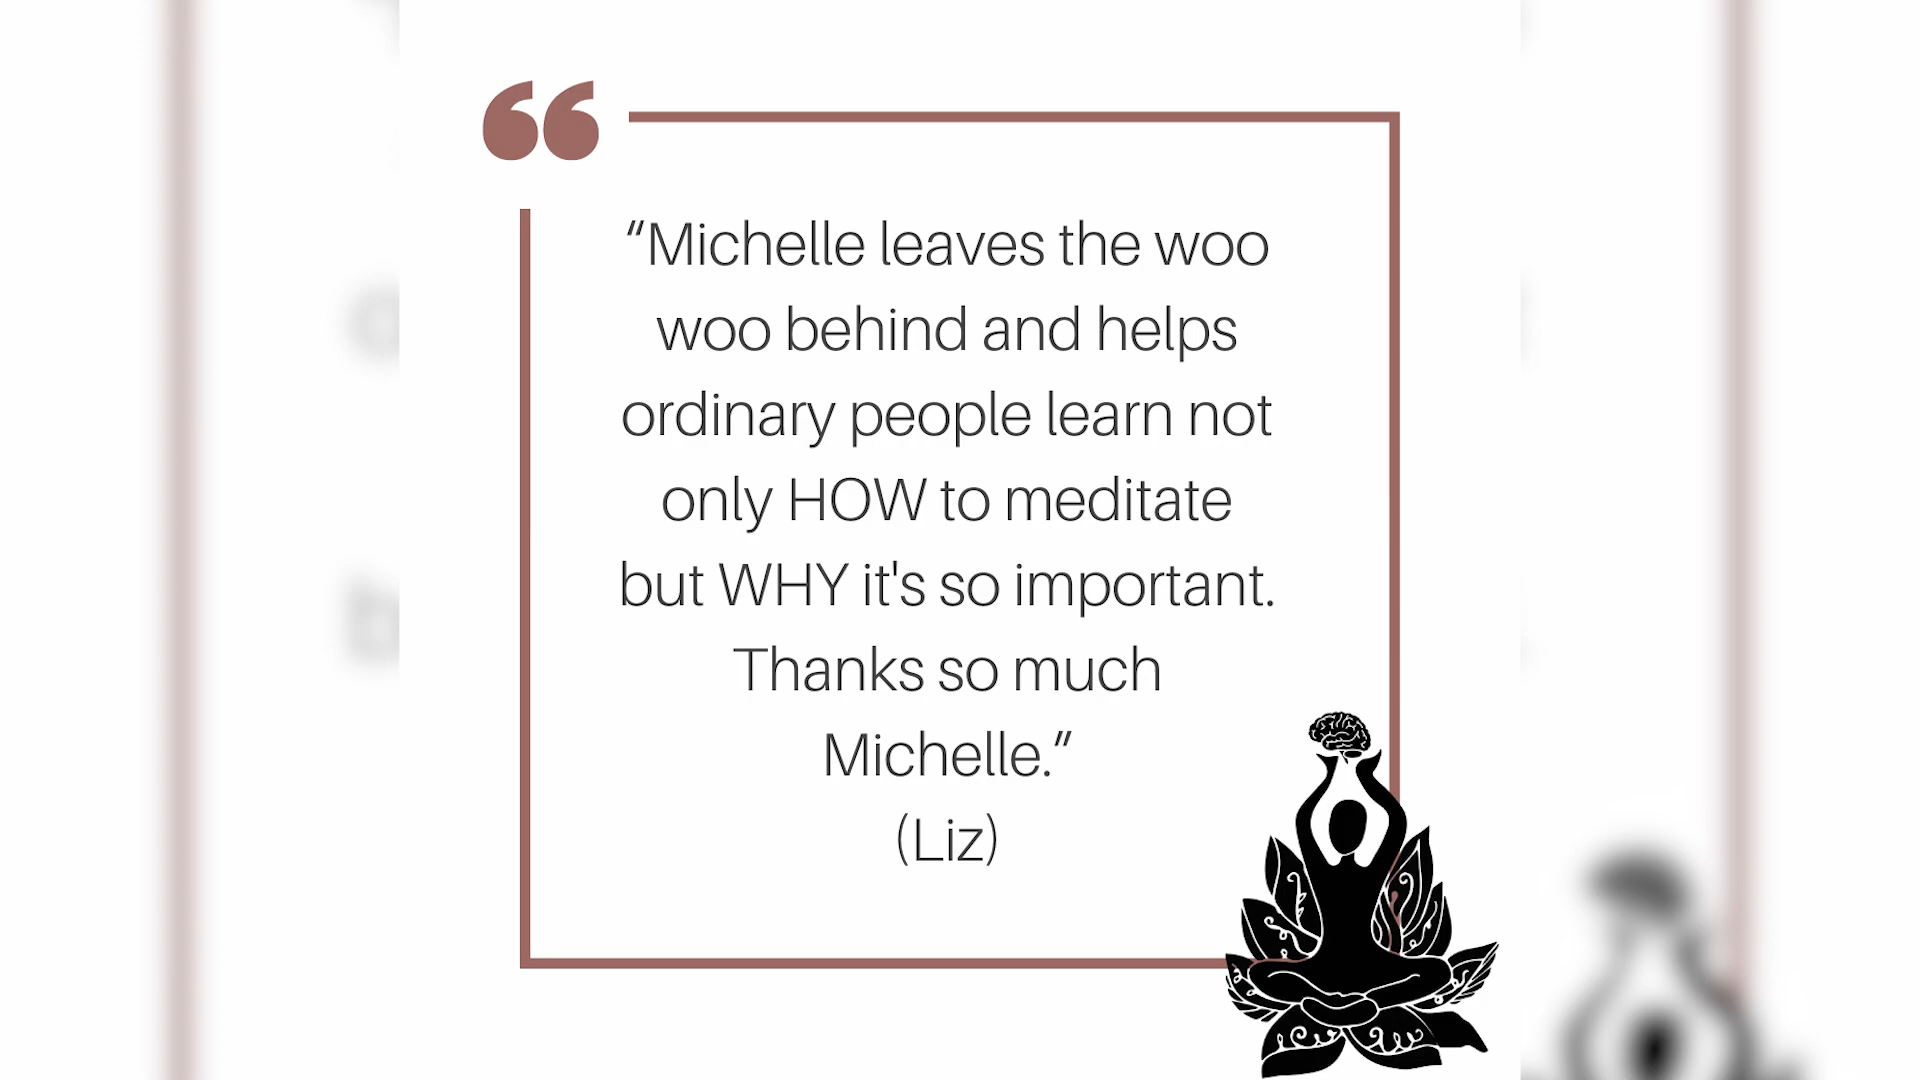 “Michelle leaves the woo
woo behind and helps
ordinary people learn not
only HOW to meditate
but WHY it's so important.
Thanks so much
Michelle.”
(Liz)